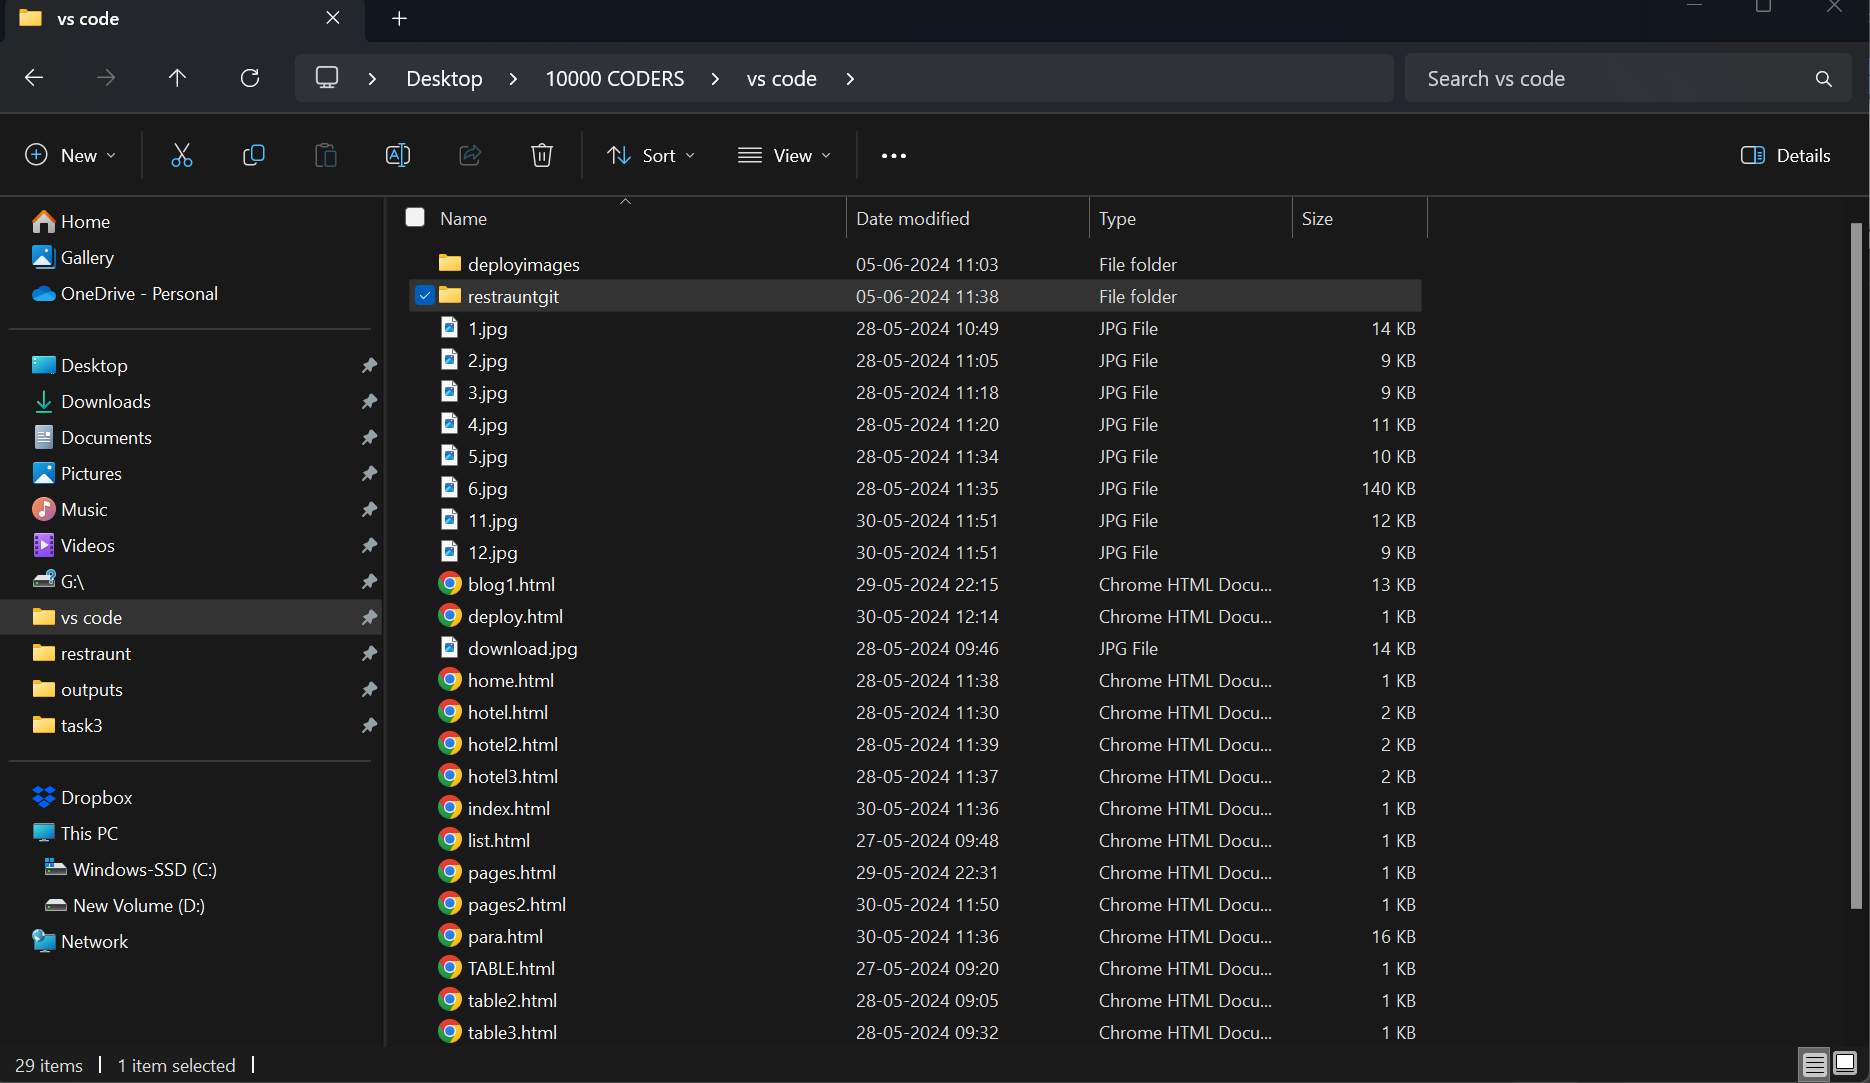 vs code
Desktop 10000 CODERS vs code
Search vs code
New Sort View Details
Home
Gallery
OneDrive - Personal
Desktop
Downloads
Documents
Pictures
Music
Videos
G:\
vs code
restraunt
outputs
task3
Dropbox
This PC
Windows-SSD (C:)
New Volume (D:)
Network
Name Date modified Type Size
deployimages 05-06-2024 11:03 File folder
restrauntgit 05-06-2024 11:38 File folder
1.jpg 28-05-2024 10:49 JPG File 14 KB
2.jpg 28-05-2024 11:05 JPG File 9 KB
3.jpg 28-05-2024 11:18 JPG File 9 KB
4.jpg 28-05-2024 11:20 JPG File 11 KB
5.jpg 28-05-2024 11:34 JPG File 10 KB
6.jpg 28-05-2024 11:35 JPG File 140 KB
11.jpg 30-05-2024 11:51 JPG File 12 KB
12.jpg 30-05-2024 11:51 JPG File 9 KB
blog1.html 29-05-2024 22:15 Chrome HTML Docu... 13 KB
deploy.html 30-05-2024 12:14 Chrome HTML Docu... 1 KB
download.jpg 28-05-2024 09:46 JPG File 14 KB
home.html 28-05-2024 11:38 Chrome HTML Docu... 1 KB
hotel.html 28-05-2024 11:30 Chrome HTML Docu... 2 KB
hotel2.html 28-05-2024 11:39 Chrome HTML Docu... 2 KB
hotel3.html 28-05-2024 11:37 Chrome HTML Docu... 2 KB
index.html 30-05-2024 11:36 Chrome HTML Docu... 1 KB
list.html 27-05-2024 09:48 Chrome HTML Docu... 1 KB
pages.html 29-05-2024 22:31 Chrome HTML Docu... 1 KB
pages2.html 30-05-2024 11:50 Chrome HTML Docu... 1 KB
para.html 30-05-2024 11:36 Chrome HTML Docu... 16 KB
TABLE.html 27-05-2024 09:20 Chrome HTML Docu... 1 KB
table2.html 28-05-2024 09:05 Chrome HTML Docu... 1 KB
table3.html 28-05-2024 09:32 Chrome HTML Docu... 1 KB
29 items 1 item selected